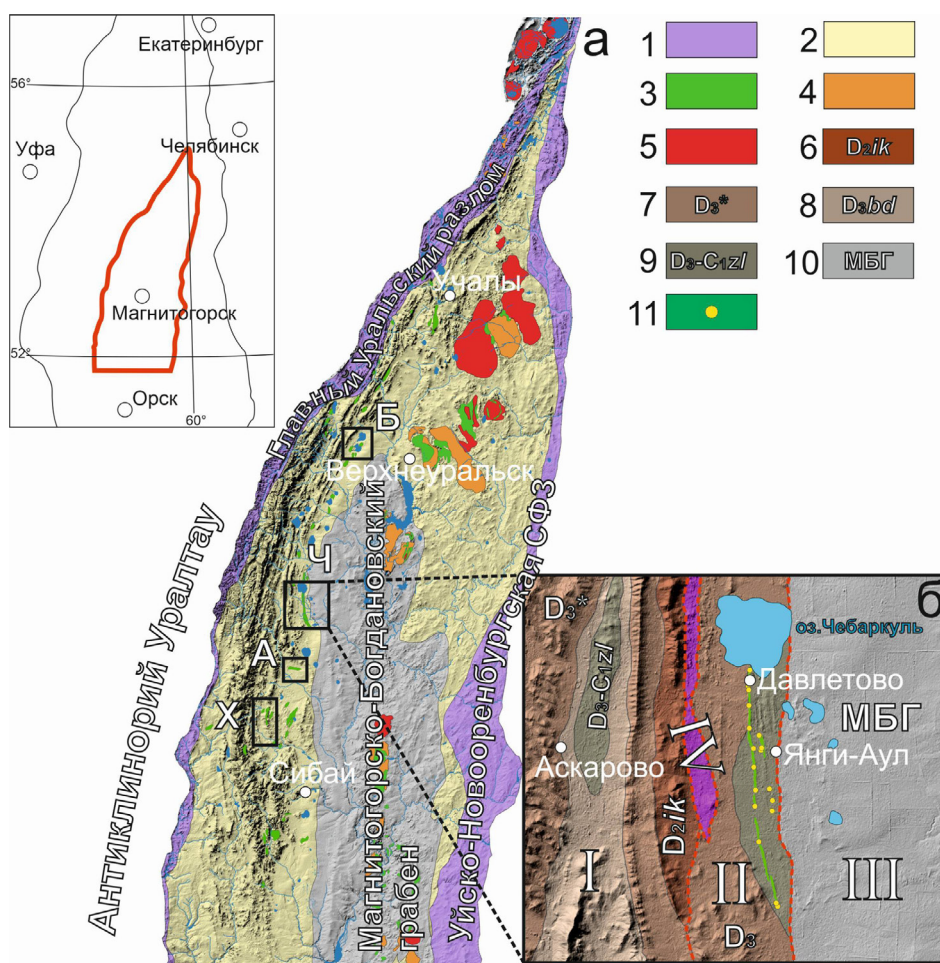 Екатеринбург
56°
Уфа
Челябинск
Магнитогорск
52°
Орск
60°
а
1
2
3
4
5
6 D₂ik
7 D₃*
8 D₃bd
9 D₃-C₁zl
10 МБГ
11
Главный Уральский разлом
Учалы
Б
Верхнеуральск
Антиклинорий Уралтау
Ч
А
Х
Сибай
Магнитогорско-Богдановский
грабен
Уйско-Новооренбургская СФЗ
б
D₃*
D₃-C₁zl
оз.Чебаркуль
Давлетово
МБГ
Янги-Аул
Аскарово
IV
D₂ik
I
II
III
D₃